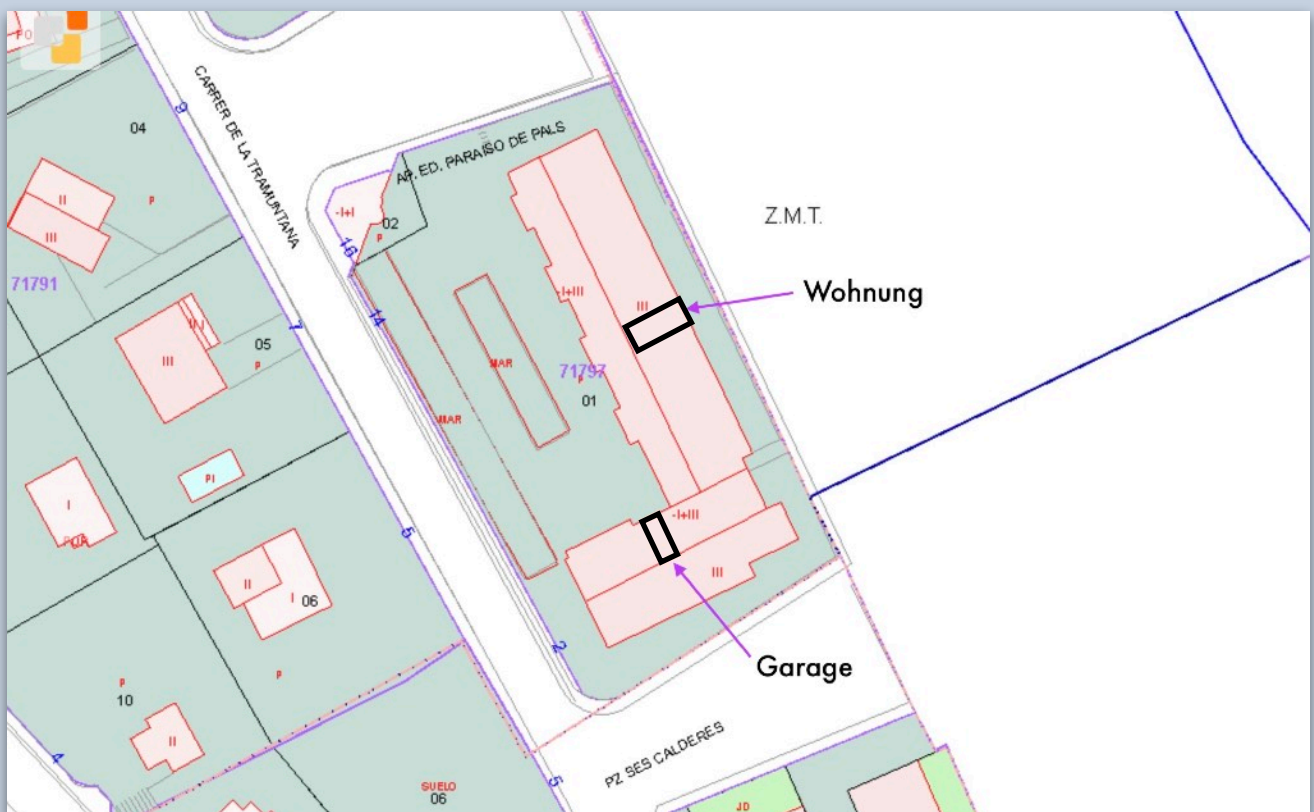 PO
9
CARRER DE LA TRAMUNTANA
04
AP. ED. PARAISO DE PALS
II
P
-I+I
02
P
Z.M.T.
III
16
71791
-I+III
III
Wohnung
14
7
05
III
P
MAR
71797
P
01
MAR
PI
I
5
-I+III
III
II
I
06
2
Garage
P
P
10
II
PZ SES CALDERES
4
5
SUELO
06
JD